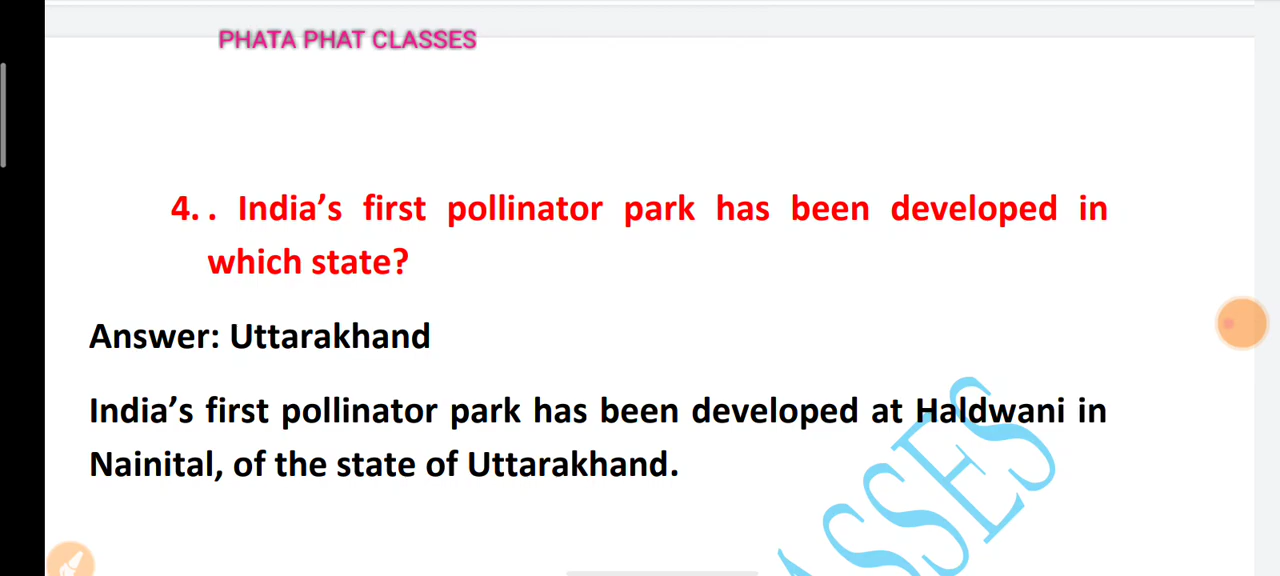 PHATA PHAT CLASSES
4. . India’s first pollinator park has been developed in
which state?
Answer: Uttarakhand
India’s first pollinator park has been developed at Haldwani in
Nainital, of the state of Uttarakhand.
ASSES